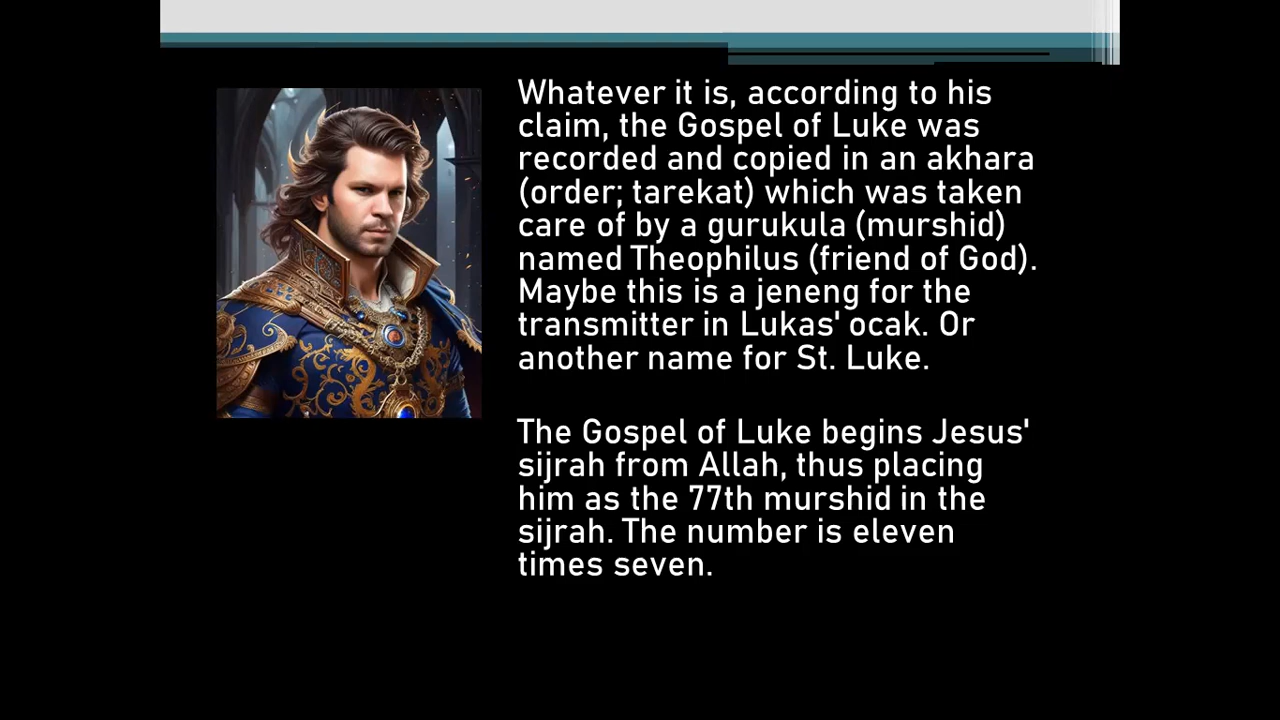 Whatever it is, according to his
claim, the Gospel of Luke was
recorded and copied in an akhara
(order; tarekat) which was taken
care of by a gurukula (murshid)
named Theophilus (friend of God).
Maybe this is a jeneng for the
transmitter in Lukas' ocak. Or
another name for St. Luke.
The Gospel of Luke begins Jesus'
sijrah from Allah, thus placing
him as the 77th murshid in the
sijrah. The number is eleven
times seven.